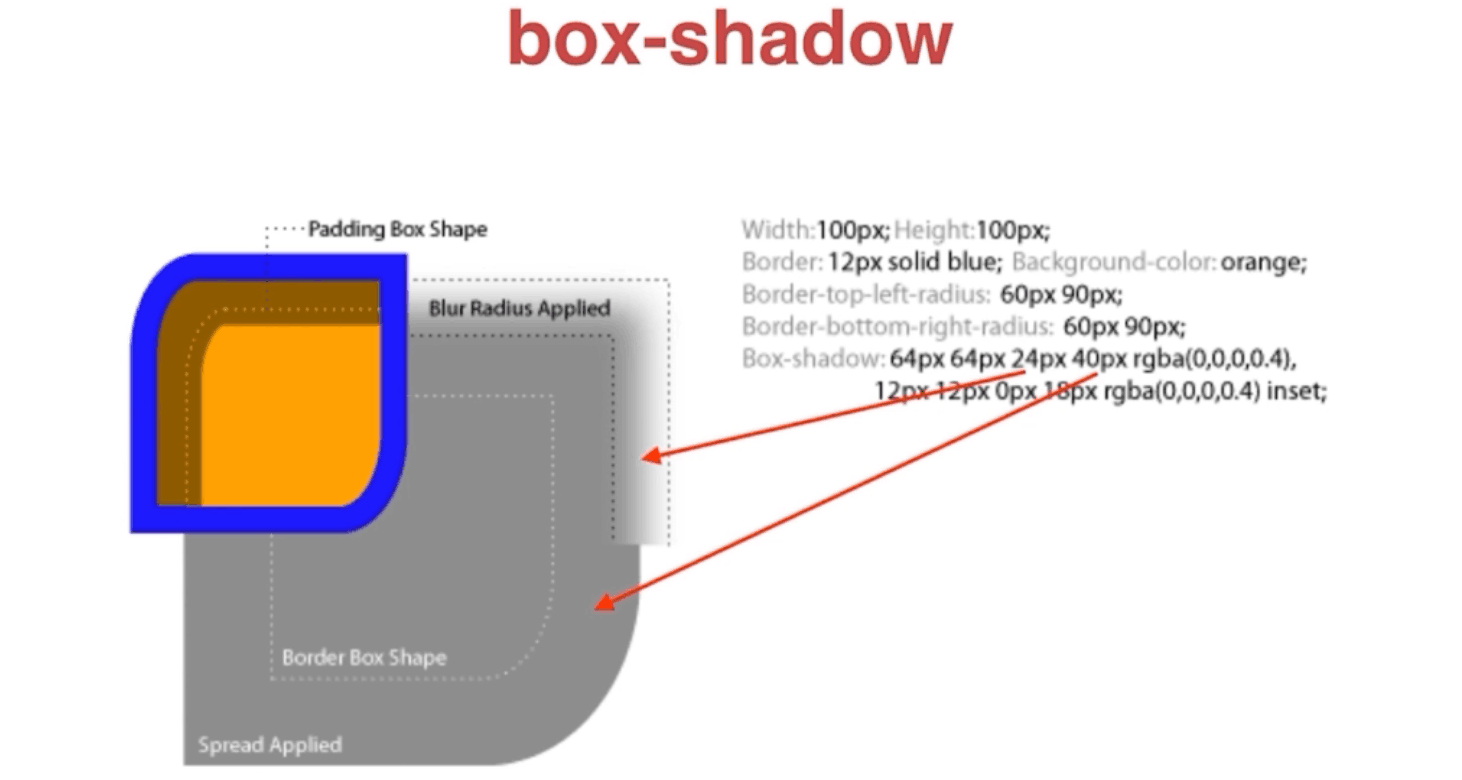 box-shadow
Padding Box Shape
Blur Radius Applied
Border Box Shape
Spread Applied
Width:100px; Height:100px;
Border: 12px solid blue; Background-color: orange;
Border-top-left-radius: 60px 90px;
Border-bottom-right-radius: 60px 90px;
Box-shadow: 64px 64px 24px 40px rgba(0,0,0,0.4),
12px 12px 0px 18px rgba(0,0,0,0.4) inset;